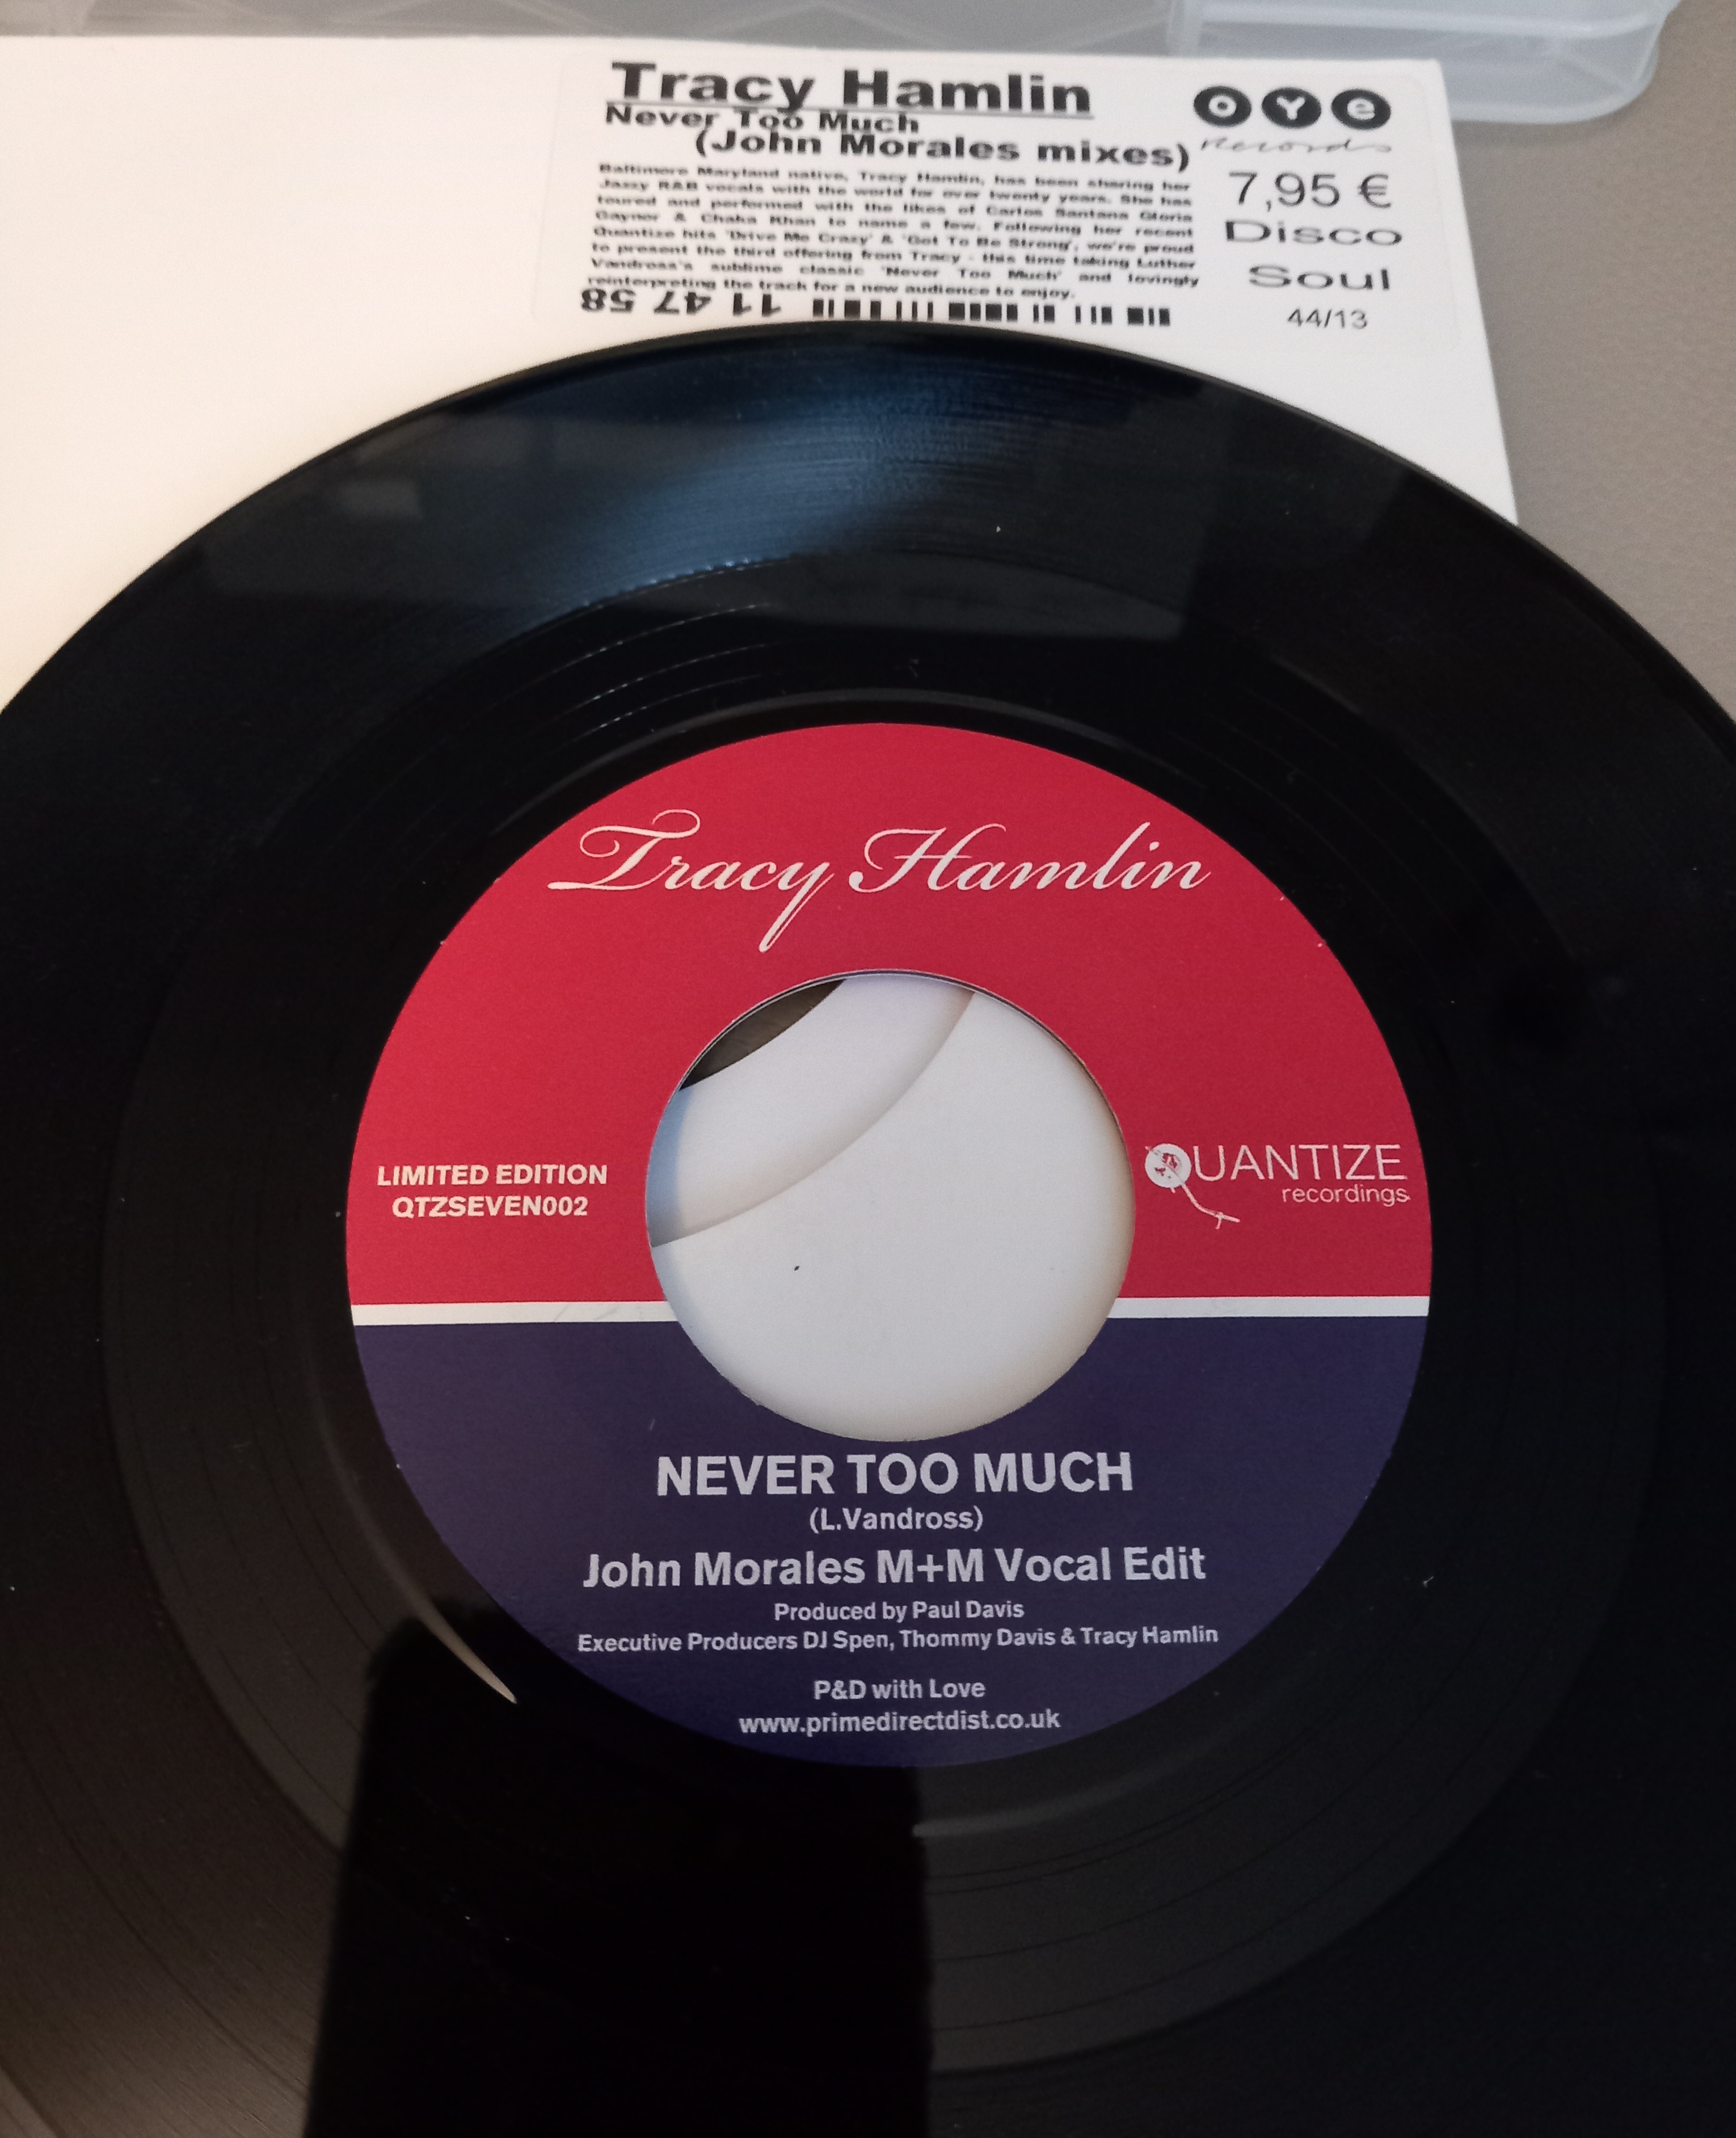 Tracy Hamlin
Never Too Much
(John Morales mixes)
Baltimore Maryland native, Tracy Hamlin, has been sharing her
Jazzy R&B vocals with the world for over twenty years. She has
toured and performed with the likes of Carlos Santana Gloria
Gaynor & Chaka Khan to name a few. Following her recent
Quantize hits 'Drive Me Crazy' & 'Got To Be Strong', we're proud
to present the third offering from Tracy - this time taking Luther
Vandross's sublime classic 'Never Too Much' and lovingly
reinterpreting the track for a new audience to enjoy.
11 47 58
oye
records
7,95 €
Disco
Soul
44/13
Tracy Hamlin
LIMITED EDITION
QTZSEVEN002
QUANTIZE
recordings
NEVER TOO MUCH
(L.Vandross)
John Morales M+M Vocal Edit
Produced by Paul Davis
Executive Producers DJ Spen, Thommy Davis & Tracy Hamlin
P&D with Love
www.primedirectdist.co.uk